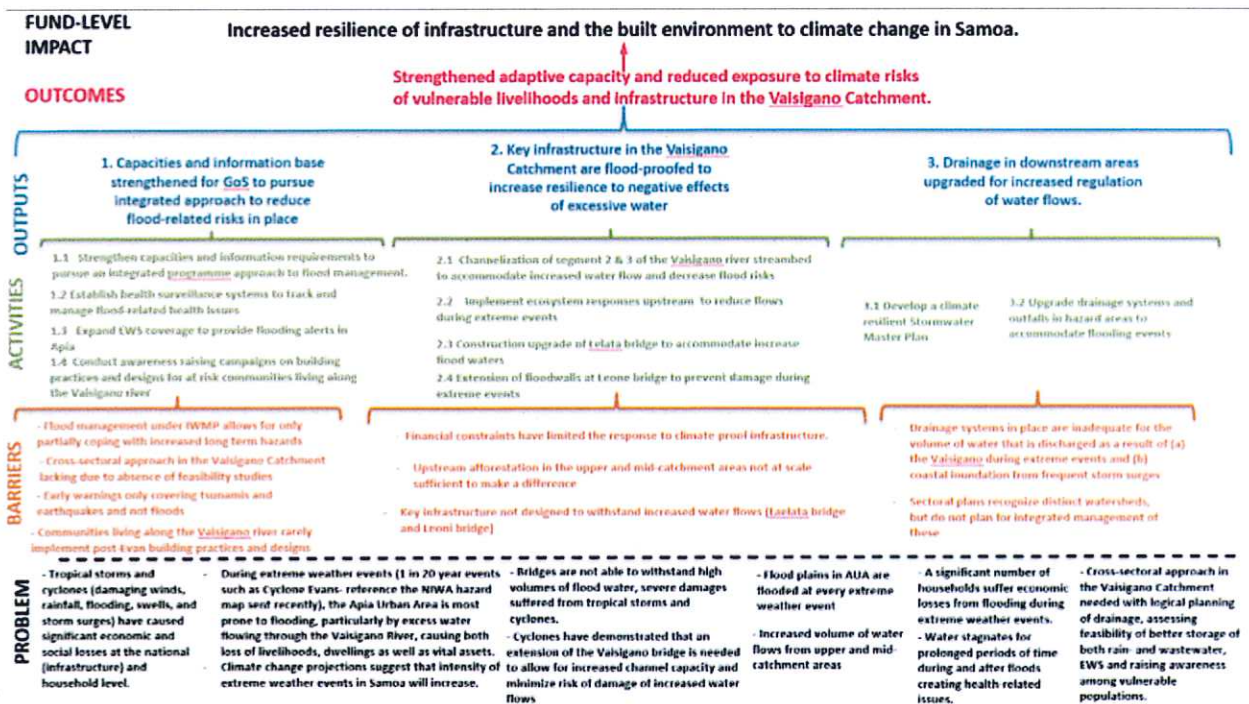 FUND-LEVEL
IMPACT
Increased resilience of infrastructure and the built environment to climate change in Samoa.
OUTCOMES
Strengthened adaptive capacity and reduced exposure to climate risks
of vulnerable livelihoods and infrastructure in the Vaisigano Catchment.
OUTPUTS
1. Capacities and information base
strengthened for GoS to pursue
integrated approach to reduce
flood-related risks in place
2. Key infrastructure in the Vaisigano
Catchment are flood-proofed to
increase resilience to negative effects
of excessive water
3. Drainage in downstream areas
upgraded for increased regulation
of water flows.
ACTIVITIES
1.1 Strengthen capacities and information requirements to
pursue an integrated programme approach to flood management.
1.2 Establish health surveillance systems to track and
manage flood-related health issues
1.3 Expand EWS coverage to provide flooding alerts in
Apia
1.4 Conduct awareness raising campaigns on building
practices and designs for at risk communities living along
the Vaisigano river
2.1 Channelization of segment 2 & 3 of the Vaisigano river streambed
to accommodate increased water flow and decrease flood risks
2.2 Implement ecosystem responses upstream to reduce flows
during extreme events
2.3 Construction upgrade of Lelata bridge to accommodate increase
flood waters
2.4 Extension of floodwalls at Leone bridge to prevent damage during
extreme events
3.1 Develop a climate
resilient Stormwater
Master Plan
3.2 Upgrade drainage systems and
outfalls in hazard areas to
accommodate flooding events
BARRIERS
- Flood management under IWMP allows for only
partially coping with increased long term hazards
- Cross-sectoral approach in the Vaisigano Catchment
lacking due to absence of feasibility studies
- Early warnings only covering tsunamis and
earthquakes and not floods
- Communities living along the Vaisigano river rarely
implement post-Evan building practices and designs
- Financial constraints have limited the response to climate proof infrastructure.
- Upstream afforestation in the upper and mid-catchment areas not at scale
sufficient to make a difference
- Key infrastructure not designed to withstand increased water flows (Laelata bridge
and Leoni bridge)
- Drainage systems in place are inadequate for the
volume of water that is discharged as a result of (a)
the Vaisigano during extreme events and (b)
coastal inundation from frequent storm surges
- Sectoral plans recognize distinct watersheds,
but do not plan for integrated management of
these
PROBLEM
- Tropical storms and
cyclones (damaging winds,
rainfall, flooding, swells, and
storm surges) have caused
significant economic and
social losses at the national
(infrastructure) and
household level.
- During extreme weather events (1 in 20 year events
such as Cyclone Evans- reference the NIWA hazard
map sent recently), the Apia Urban Area is most
prone to flooding, particularly by excess water
flowing through the Vaisigano River, causing both
loss of livelihoods, dwellings as well as vital assets.
- Climate change projections suggest that intensity of
extreme weather events in Samoa will increase.
- Bridges are not able to withstand high
volumes of flood water, severe damages
suffered from tropical storms and
cyclones.
- Cyclones have demonstrated that an
extension of the Vaisigano bridge is needed
to allow for increased channel capacity and
minimize risk of damage of increased water
flows
- Flood plains in AUA are
flooded at every extreme
weather event
- Increased volume of water
flows from upper and mid-
catchment areas
- A significant number of
households suffer economic
losses from flooding during
extreme weather events.
- Water stagnates for
prolonged periods of time
during and after floods
creating health-related
issues.
- Cross-sectoral approach in
the Vaisigano Catchment
needed with logical planning
of drainage, assessing
feasibility of better storage of
both rain- and wastewater,
EWS and raising awareness
among vulnerable
populations.